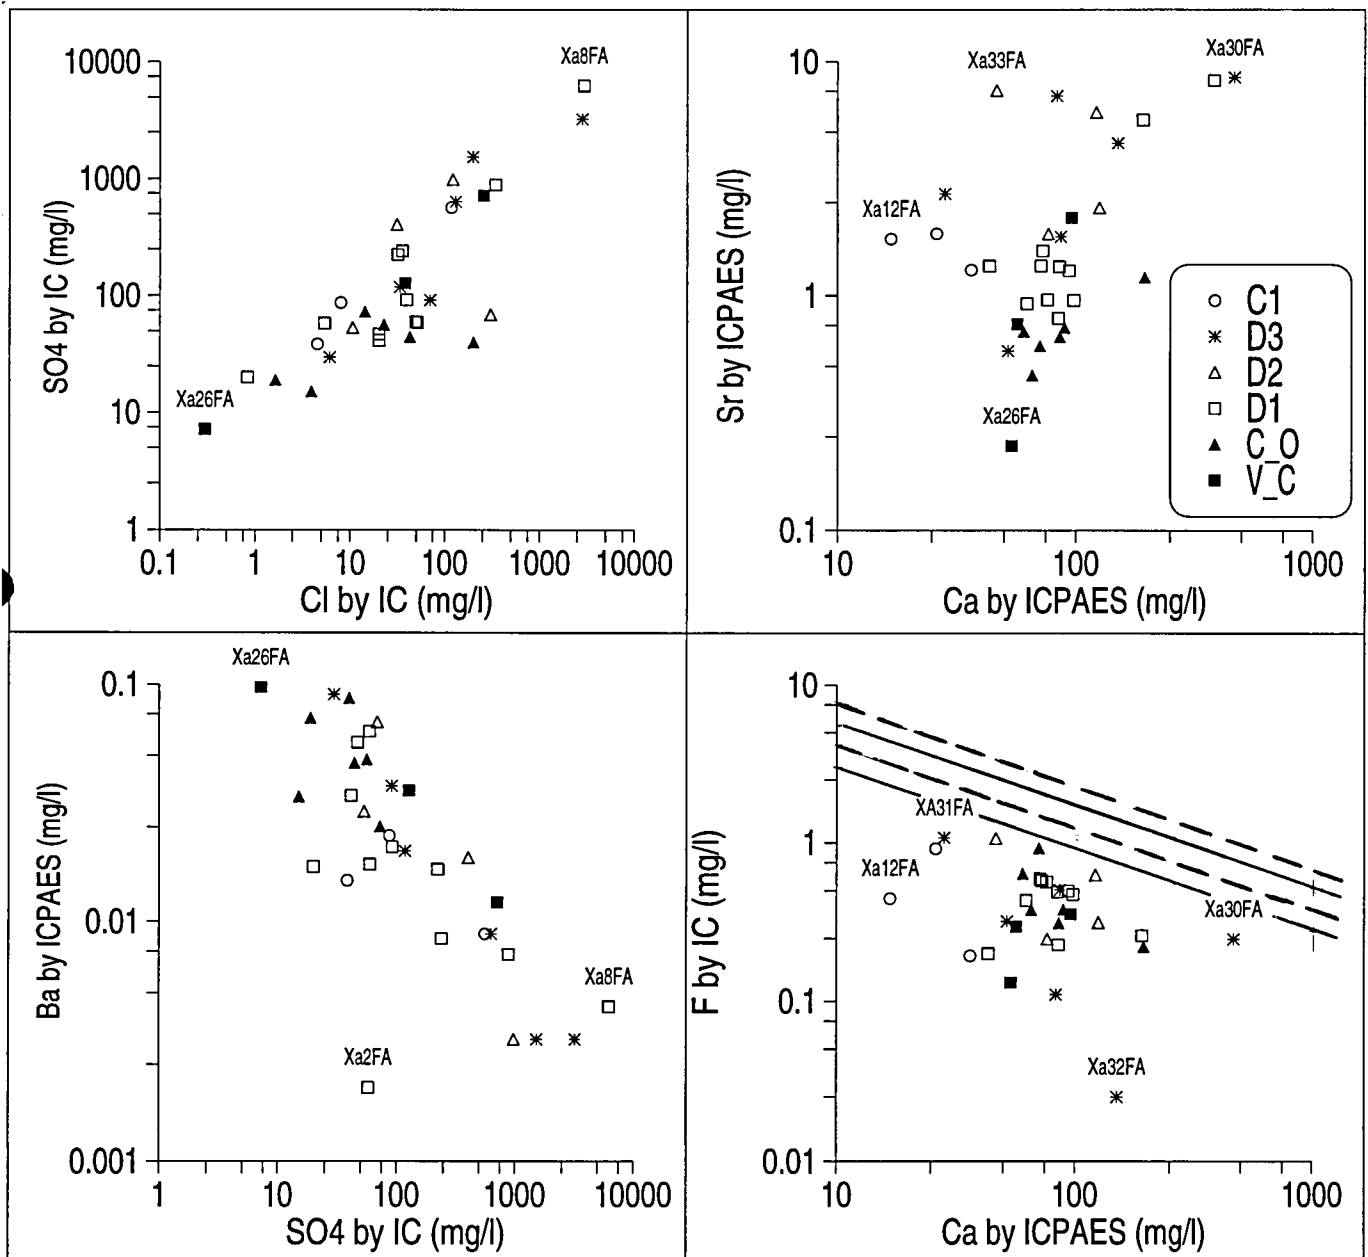 Xa8FA
10000
1000
100
10
1
SO4 by IC (mg/l)
Xa26FA
0.1 1 10 100 1000 10000
Cl by IC (mg/l)
Xa30FA
Xa33FA
Xa12FA
Xa26FA
10
1
0.1
Sr by ICPAES (mg/l)
10 100 1000
Ca by ICPAES (mg/l)
C1
D3
D2
D1
C_O
V_C
Xa26FA
0.1
0.01
0.001
Ba by ICPAES (mg/l)
Xa8FA
Xa2FA
1 10 100 1000 10000
SO4 by IC (mg/l)
10
1
0.1
0.01
F by IC (mg/l)
XA31FA
Xa12FA
Xa30FA
Xa32FA
10 100 1000
Ca by ICPAES (mg/l)